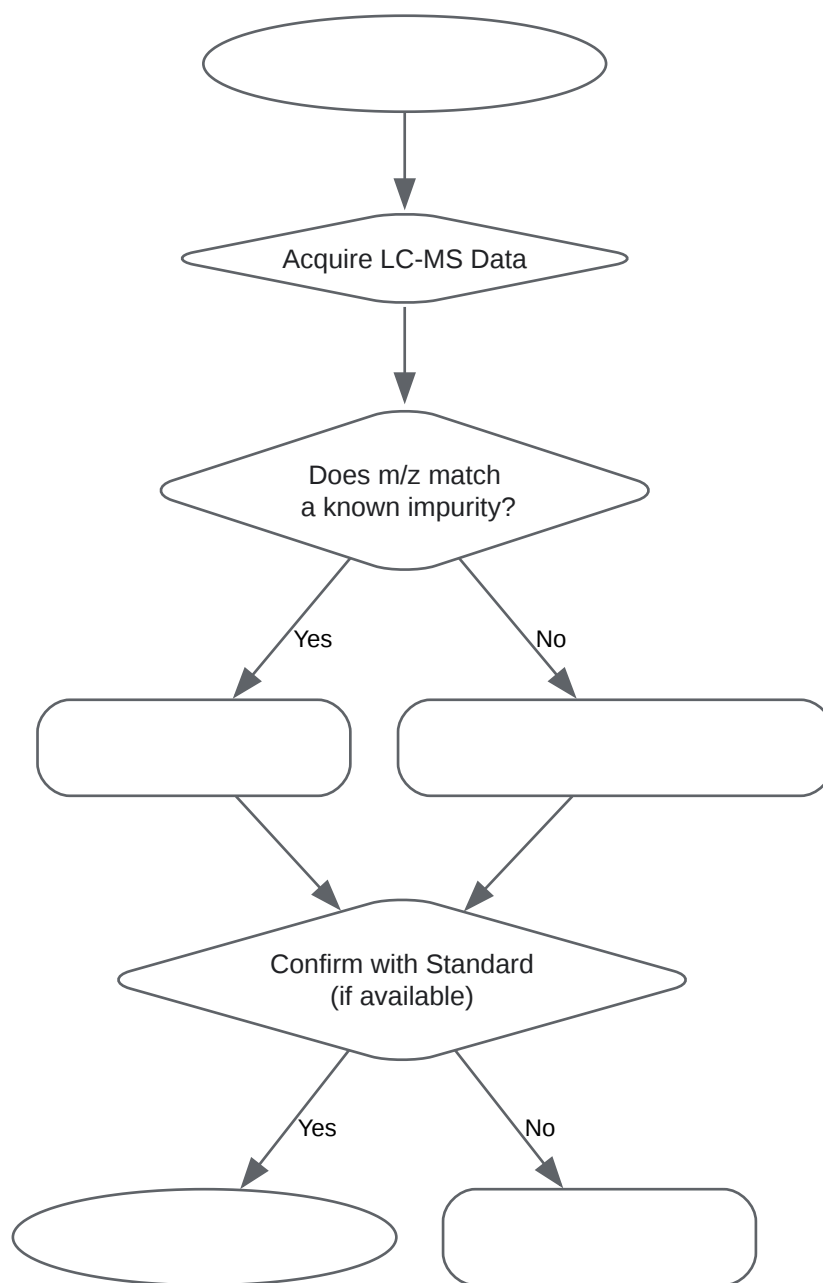 Acquire LC-MS Data
Does m/z match
a known impurity?
Yes
No
Confirm with Standard
(if available)
Yes
No